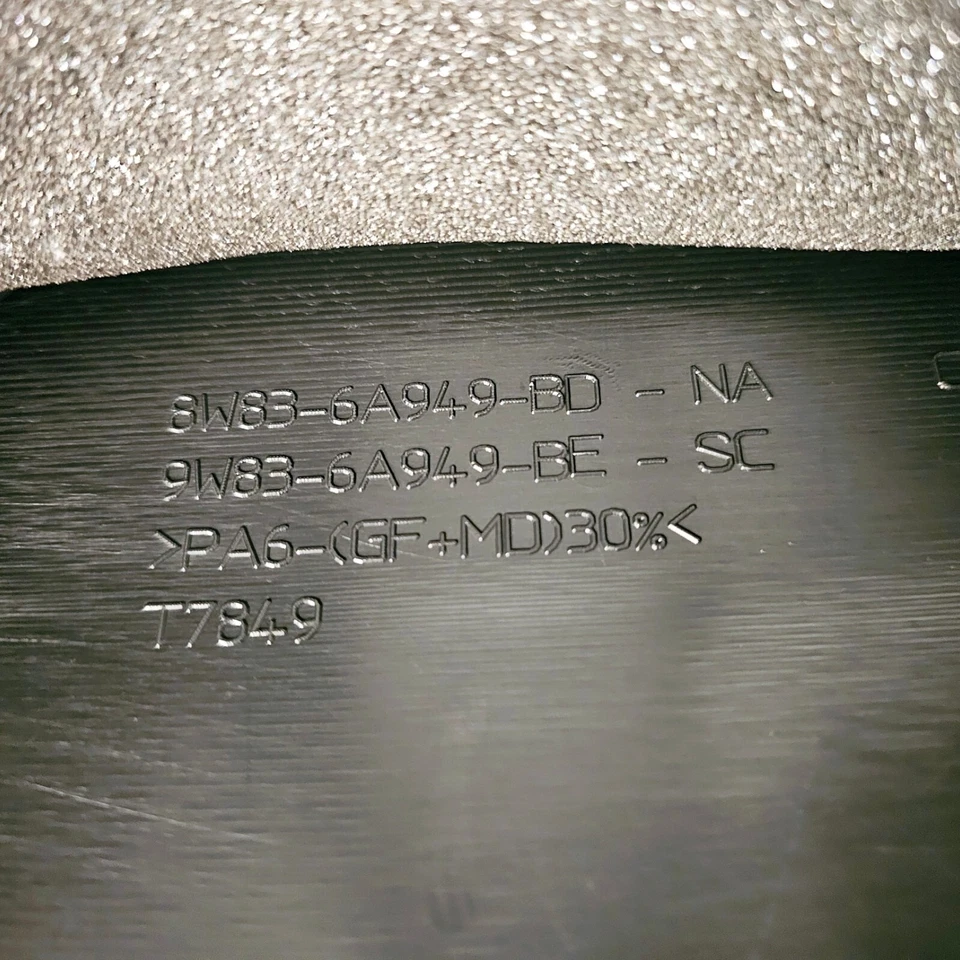 8W83-6A949-BD - NA
9W83-6A949-BE - SC
>PA6-(GF+MD)30%<
T7849